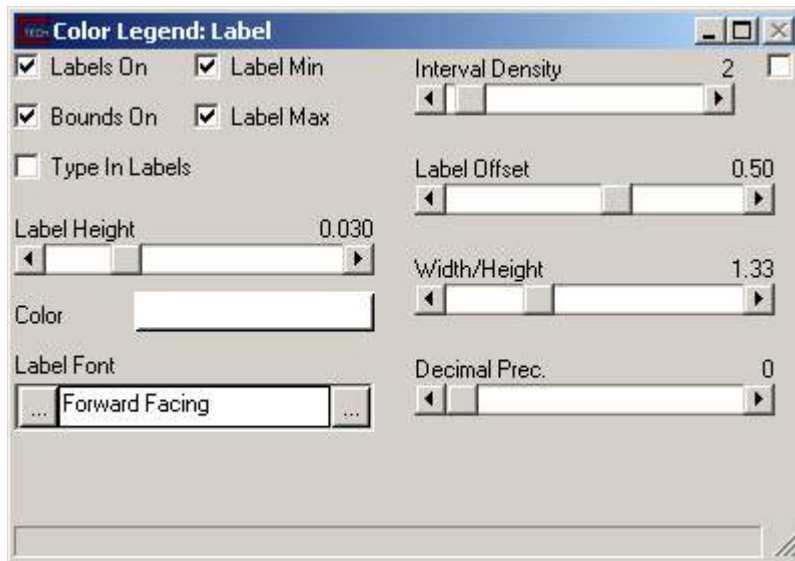 TECH Color Legend: Label
Labels On
Label Min
Interval Density 2
Bounds On
Label Max
Type In Labels
Label Offset 0.50
Label Height 0.030
Width/Height 1.33
Color
Label Font
Decimal Prec. 0
... Forward Facing ...